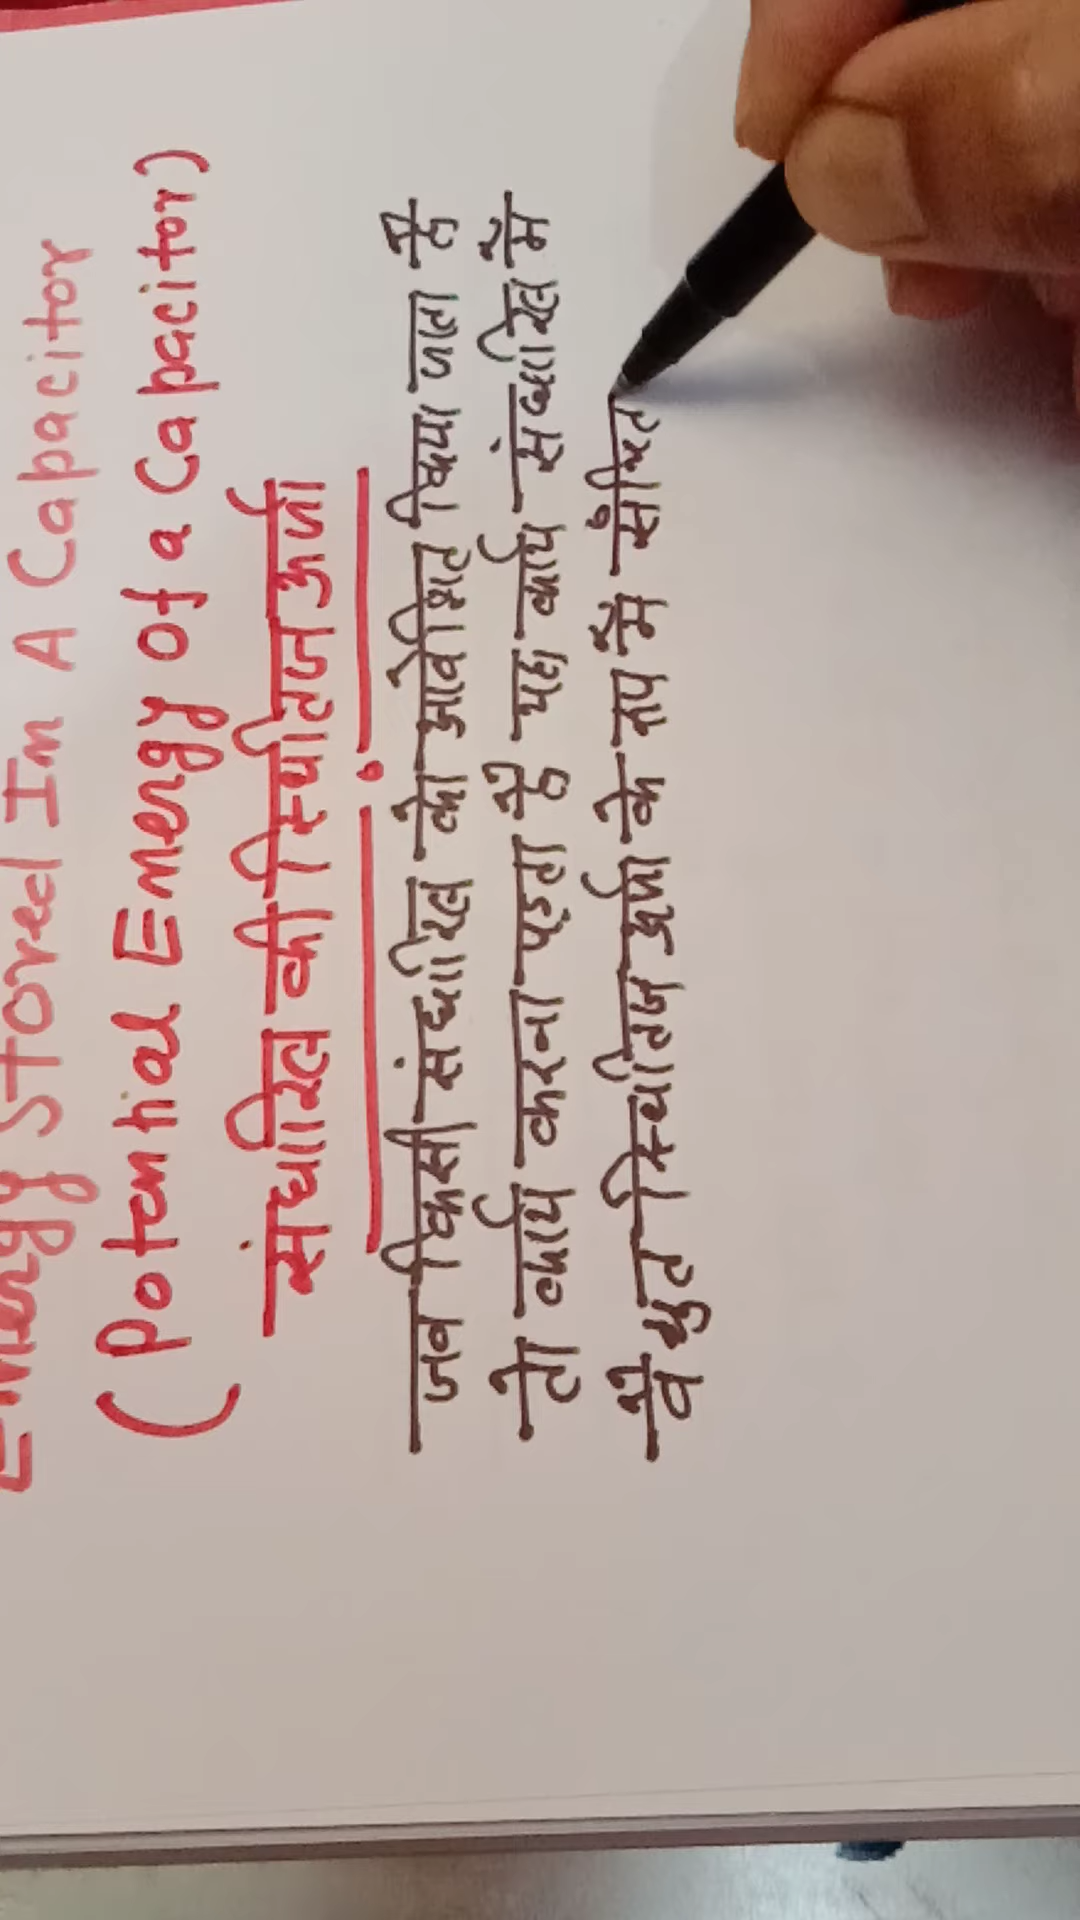 Energy Stored In A Capacitor
(Potential Energy of a Capacitor)
संधारित्र की स्थितिज ऊर्जा
जब किसी संधारित्र को आवेशित किया जाता है
तो कार्य करना पड़ता है यह कार्य संधारित्र में
वैद्युत स्थितिज ऊर्जा के रूप में संचित